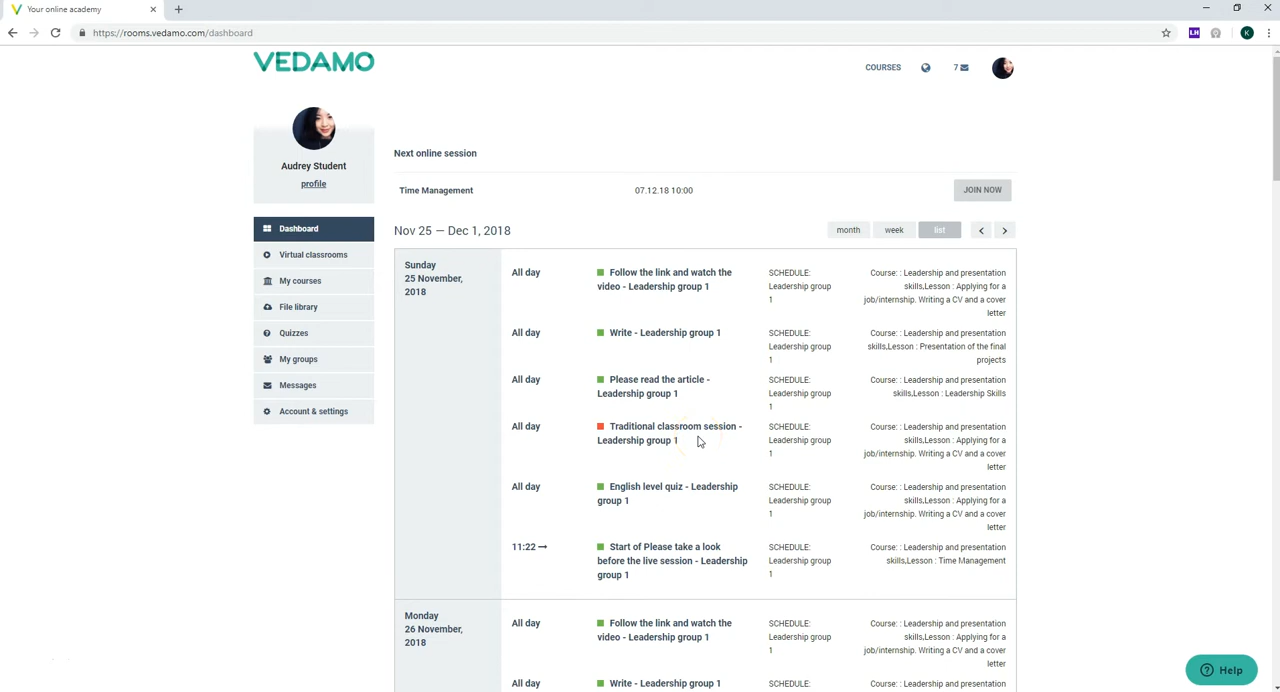 Your online academy
https://rooms.vedamo.com/dashboard
LH
K
VEDAMO
COURSES
7
Audrey Student
profile
Dashboard
Virtual classrooms
My courses
File library
Quizzes
My groups
Messages
Account & settings
Next online session
Time Management 07.12.18 10:00 JOIN NOW
Nov 25 — Dec 1, 2018 month week list
Sunday
25 November,
2018
All day
Follow the link and watch the
video - Leadership group 1
SCHEDULE:
Leadership group
1
Course: : Leadership and presentation
skills,Lesson : Applying for a
job/internship. Writing a CV and a cover
letter
All day
Write - Leadership group 1
SCHEDULE:
Leadership group
1
Course: : Leadership and presentation
skills,Lesson : Presentation of the final
projects
All day
Please read the article -
Leadership group 1
SCHEDULE:
Leadership group
1
Course: : Leadership and presentation
skills,Lesson : Leadership Skills
All day
Traditional classroom session -
Leadership group 1
SCHEDULE:
Leadership group
1
Course: : Leadership and presentation
skills,Lesson : Applying for a
job/internship. Writing a CV and a cover
letter
All day
English level quiz - Leadership
group 1
SCHEDULE:
Leadership group
1
Course: : Leadership and presentation
skills,Lesson : Applying for a
job/internship. Writing a CV and a cover
letter
11:22
Start of Please take a look
before the live session - Leadership
group 1
SCHEDULE:
Leadership group
1
Course: : Leadership and presentation
skills,Lesson : Time Management
Monday
26 November,
2018
All day
Follow the link and watch the
video - Leadership group 1
SCHEDULE:
Leadership group
1
Course: : Leadership and presentation
skills,Lesson : Applying for a
job/internship. Writing a CV and a cover
letter
All day
Write - Leadership group 1
SCHEDULE:
Course: : Leadership and presentation
Help